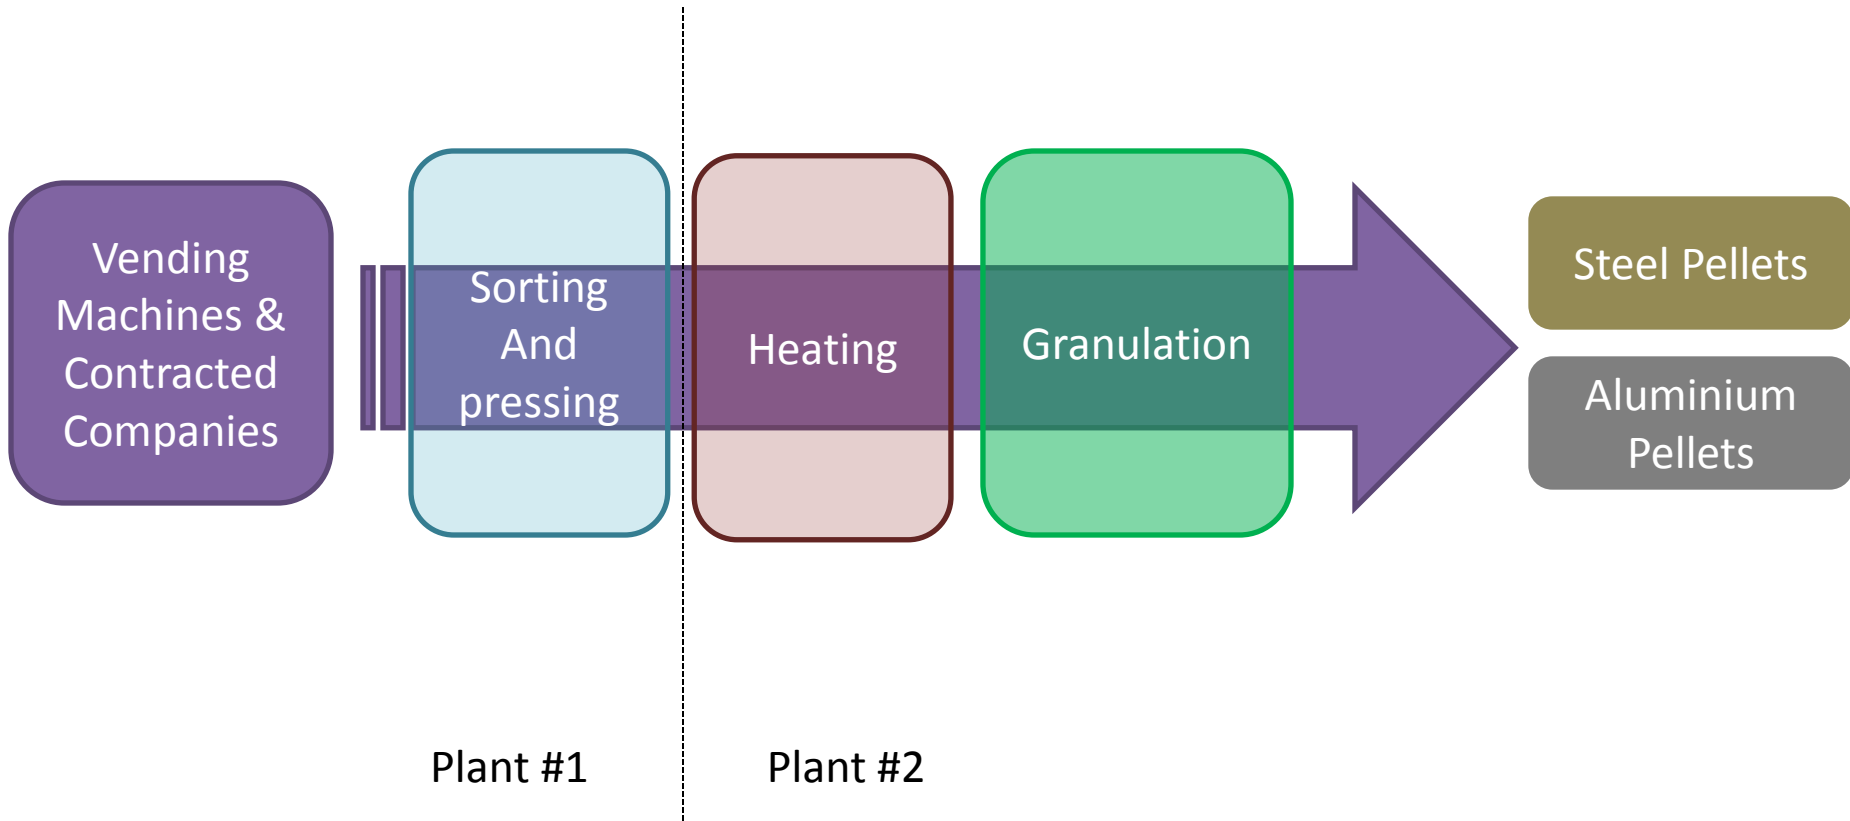 Vending
Machines &
Contracted
Companies
Sorting
And
pressing
Heating
Granulation
Steel Pellets
Aluminium
Pellets
Plant #1
Plant #2